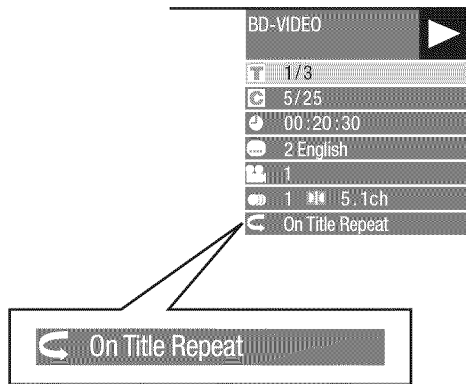 BD-VIDEO
T 1/3
C 5/25
00:20:30
2 English
1
1 5.1ch
On Title Repeat
On Title Repeat